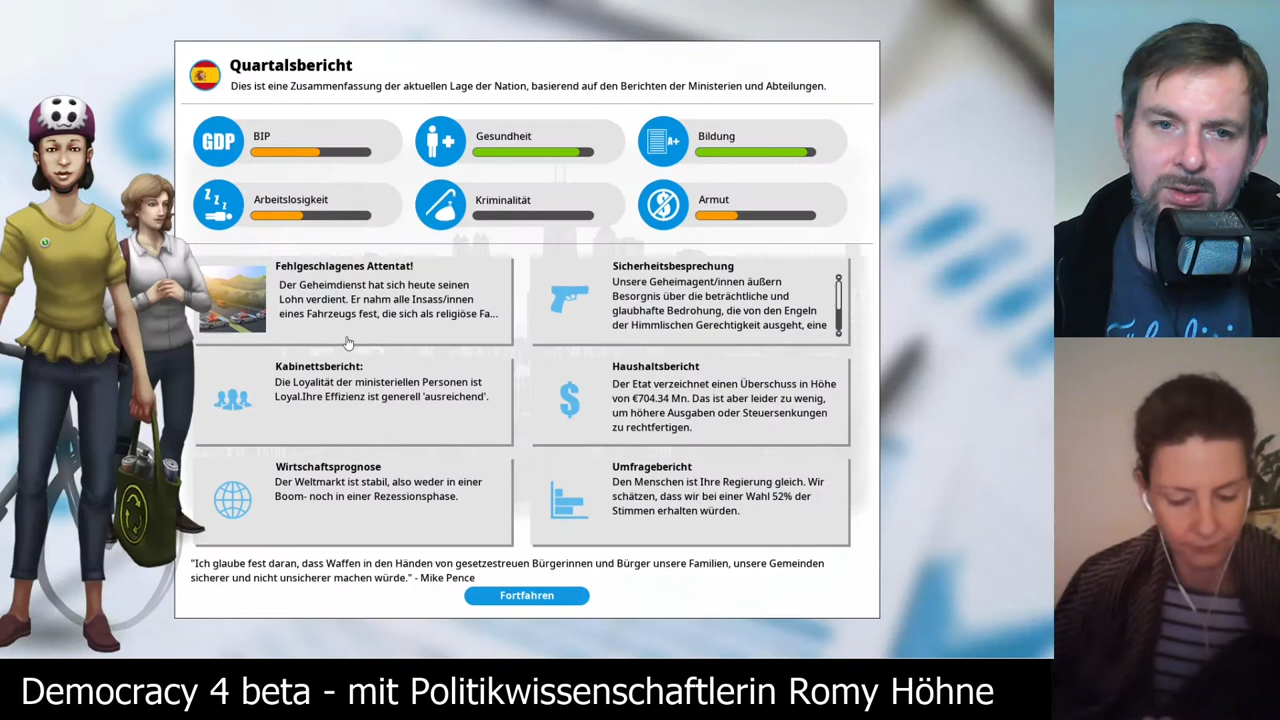 Quartalsbericht
Dies ist eine Zusammenfassung der aktuellen Lage der Nation, basierend auf den Berichten der Ministerien und Abteilungen.
GDP
BIP
Gesundheit
A+
Bildung
Z Z Z
Arbeitslosigkeit
Kriminalität
Armut
Fehlgeschlagenes Attentat!
Der Geheimdienst hat sich heute seinen
Lohn verdient. Er nahm alle Insass/innen
eines Fahrzeugs fest, die sich als religiöse Fa...
Sicherheitsbesprechung
Unsere Geheimagent/innen äußern
Besorgnis über die beträchtliche und
glaubhafte Bedrohung, die von den Engeln
der Himmlischen Gerechtigkeit ausgeht, eine
Kabinettsbericht:
Die Loyalität der ministeriellen Personen ist
Loyal.Ihre Effizienz ist generell 'ausreichend'.
Haushaltsbericht
Der Etat verzeichnet einen Überschuss in Höhe
von €704.34 Mn. Das ist aber leider zu wenig,
um höhere Ausgaben oder Steuersenkungen
zu rechtfertigen.
Wirtschaftsprognose
Der Weltmarkt ist stabil, also weder in einer
Boom- noch in einer Rezessionsphase.
Umfragebericht
Den Menschen ist Ihre Regierung gleich. Wir
schätzen, dass wir bei einer Wahl 52% der
Stimmen erhalten würden.
"Ich glaube fest daran, dass Waffen in den Händen von gesetzestreuen Bürgerinnen und Bürger unsere Familien, unsere Gemeinden
sicherer und nicht unsicherer machen würde." - Mike Pence
Fortfahren
Democracy 4 beta - mit Politikwissenschaftlerin Romy Höhne